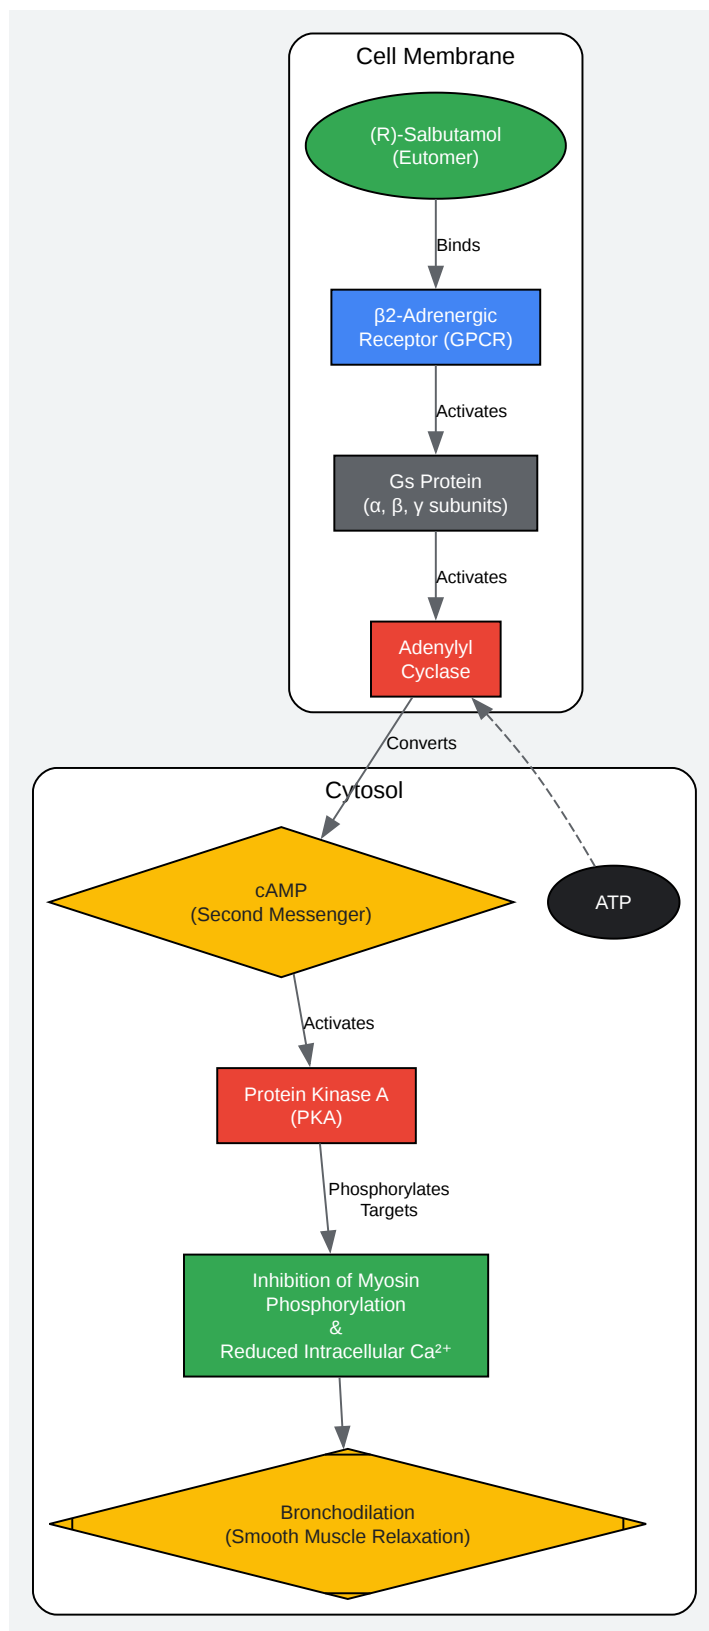 Cell Membrane
(R)-Salbutamol
(Eutomer)
Binds
β2-Adrenergic
Receptor (GPCR)
Activates
Gs Protein
(α, β, γ subunits)
Activates
Adenylyl
Cyclase
Converts
Cytosol
cAMP
(Second Messenger)
ATP
Activates
Protein Kinase A
(PKA)
Phosphorylates
Targets
Inhibition of Myosin
Phosphorylation
&
Reduced Intracellular Ca²⁺
Bronchodilation
(Smooth Muscle Relaxation)